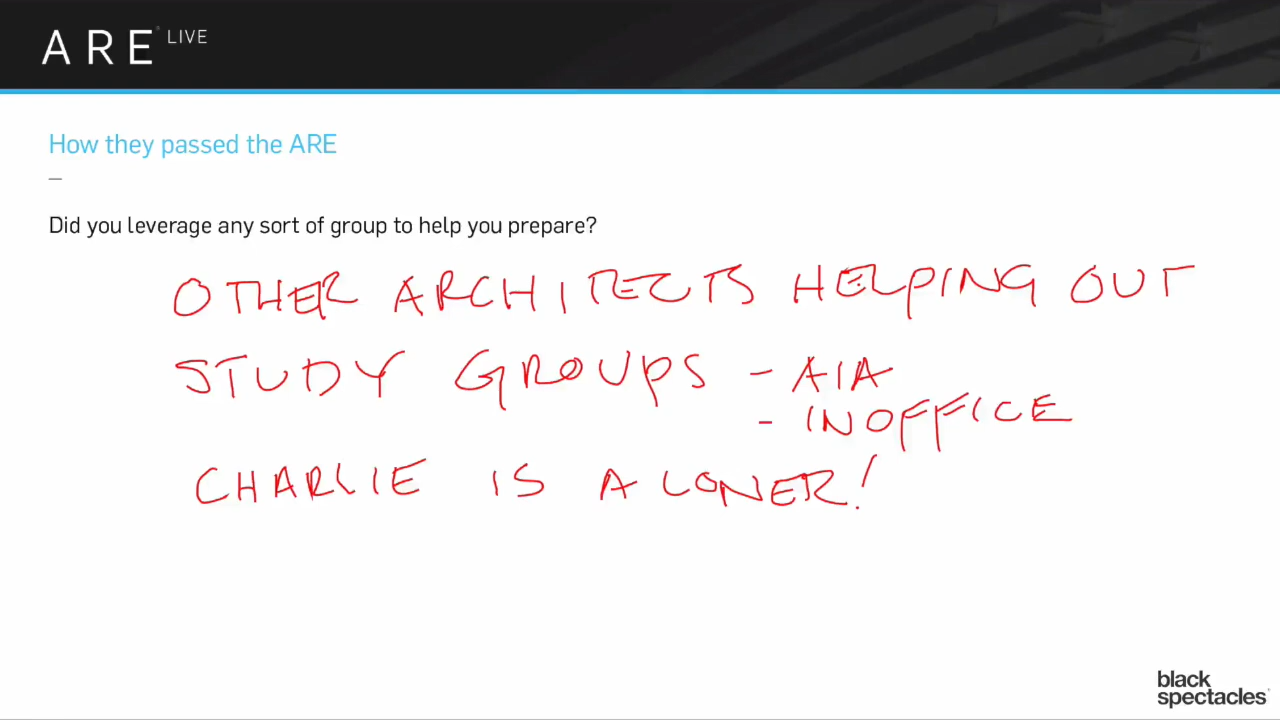 ARE® LIVE
How they passed the ARE
Did you leverage any sort of group to help you prepare?
OTHER ARCHITECTS HELPING OUT
STUDY GROUPS - AIA
- IN OFFICE
CHARLIE IS A LONER!
black
spectacles®